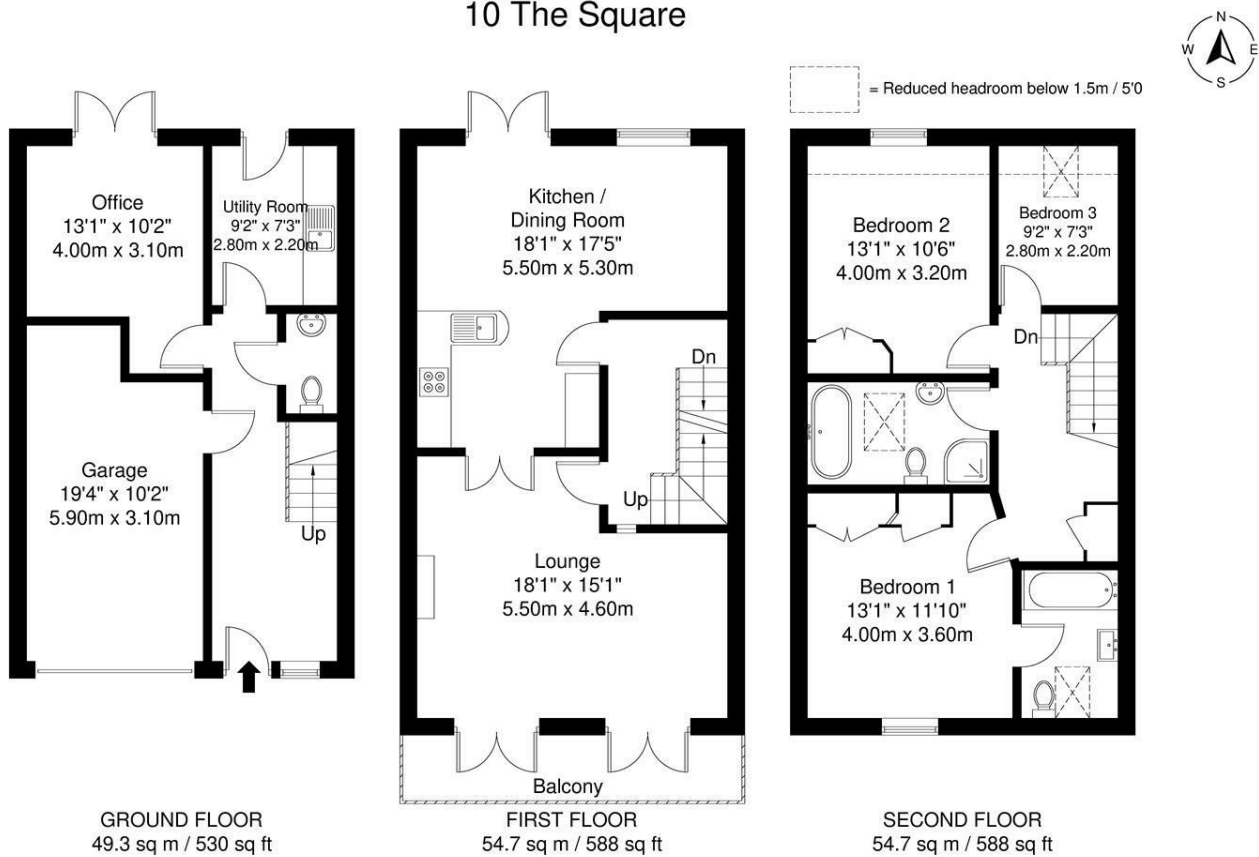 10 The Square
N
W
E
S
= Reduced headroom below 1.5m / 5'0
Office
13'1" x 10'2"
4.00m x 3.10m
Utility Room
9'2" x 7'3"
2.80m x 2.20m
Garage
19'4" x 10'2"
5.90m x 3.10m
Up
GROUND FLOOR
49.3 sq m / 530 sq ft
Kitchen /
Dining Room
18'1" x 17'5"
5.50m x 5.30m
Dn
Up
Lounge
18'1" x 15'1"
5.50m x 4.60m
Balcony
FIRST FLOOR
54.7 sq m / 588 sq ft
Bedroom 2
13'1" x 10'6"
4.00m x 3.20m
Bedroom 3
9'2" x 7'3"
2.80m x 2.20m
Dn
Bedroom 1
13'1" x 11'10"
4.00m x 3.60m
SECOND FLOOR
54.7 sq m / 588 sq ft